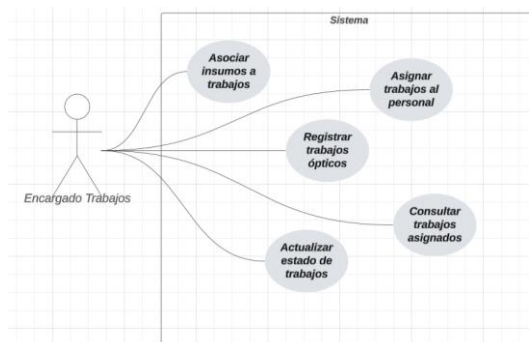 Sistema
Asociar
insumos a
trabajos
Asignar
trabajos al
personal
Registrar
trabajos
ópticos
Encargado Trabajos
Consultar
trabajos
asignados
Actualizar
estado de
trabajos